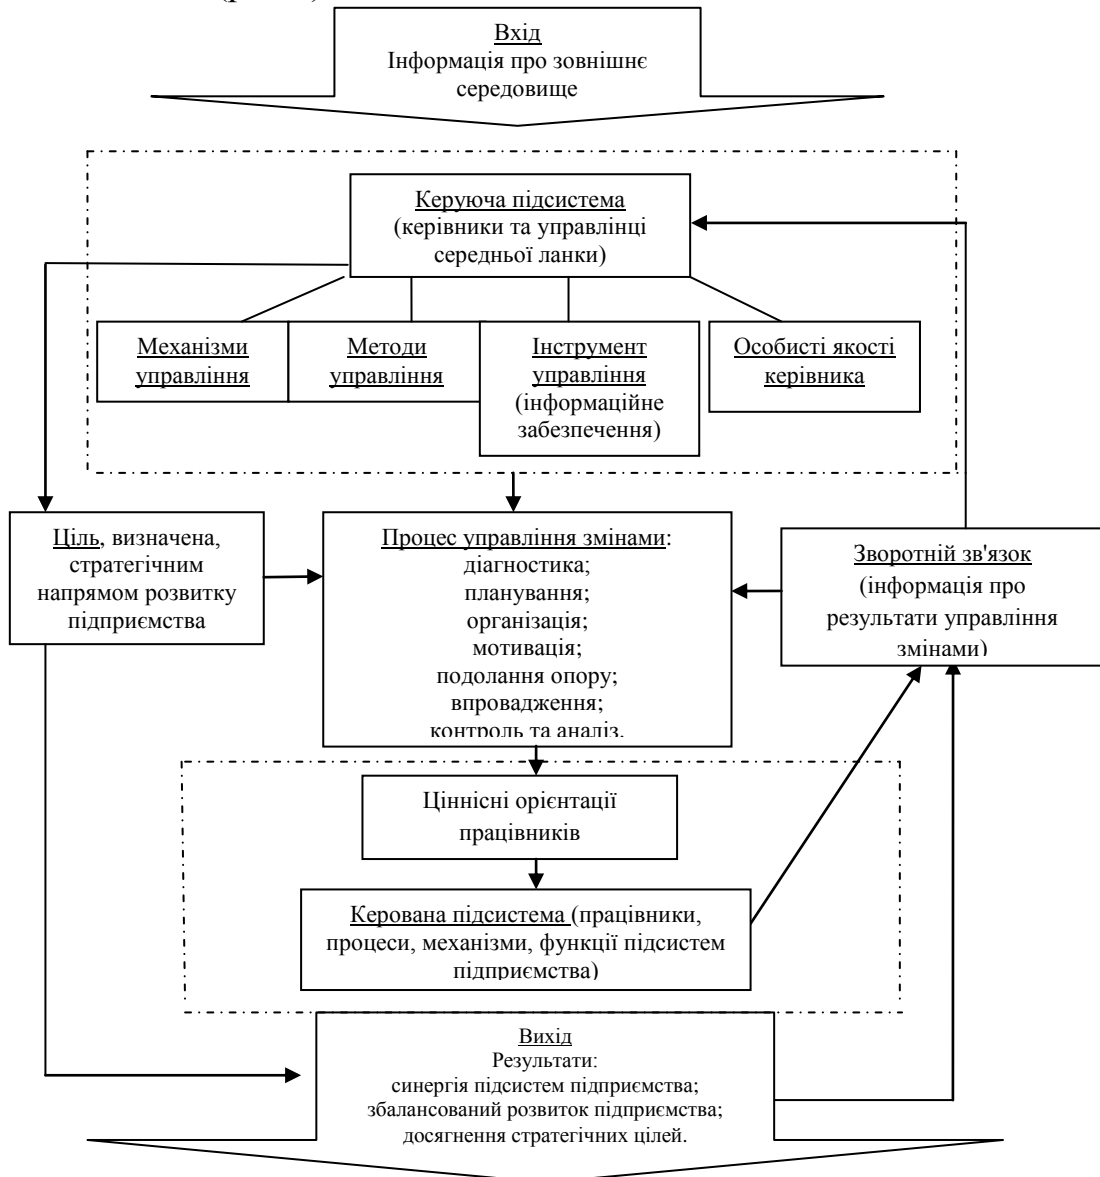 Вхід
Інформація про зовнішнє
середовище
Керуюча підсистема
(керівники та управлінці
середньої ланки)
Механізми
управління
Методи
управління
Інструмент
управління
(інформаційне
забезпечення)
Особисті якості
керівника
Ціль, визначена,
стратегічним
напрямом розвитку
підприємства
Процес управління змінами:
діагностика;
планування;
організація;
мотивація;
подолання опору;
впровадження;
контроль та аналіз.
Зворотній зв'язок
(інформація про
результати управління
змінами)
Ціннісні орієнтації
працівників
Керована підсистема (працівники,
процеси, механізми, функції підсистем
підприємства)
Вихід
Результати:
синергія підсистем підприємства;
збалансований розвиток підприємства;
досягнення стратегічних цілей.